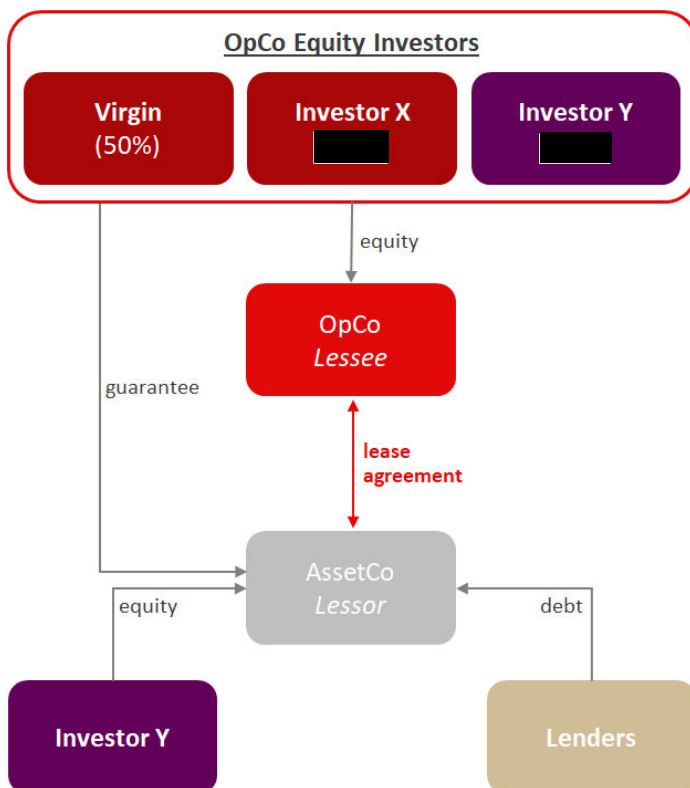 OpCo Equity Investors
Virgin
(50%)
Investor X
Investor Y
equity
OpCo
Lessee
guarantee
lease
agreement
AssetCo
Lessor
equity
debt
Investor Y
Lenders